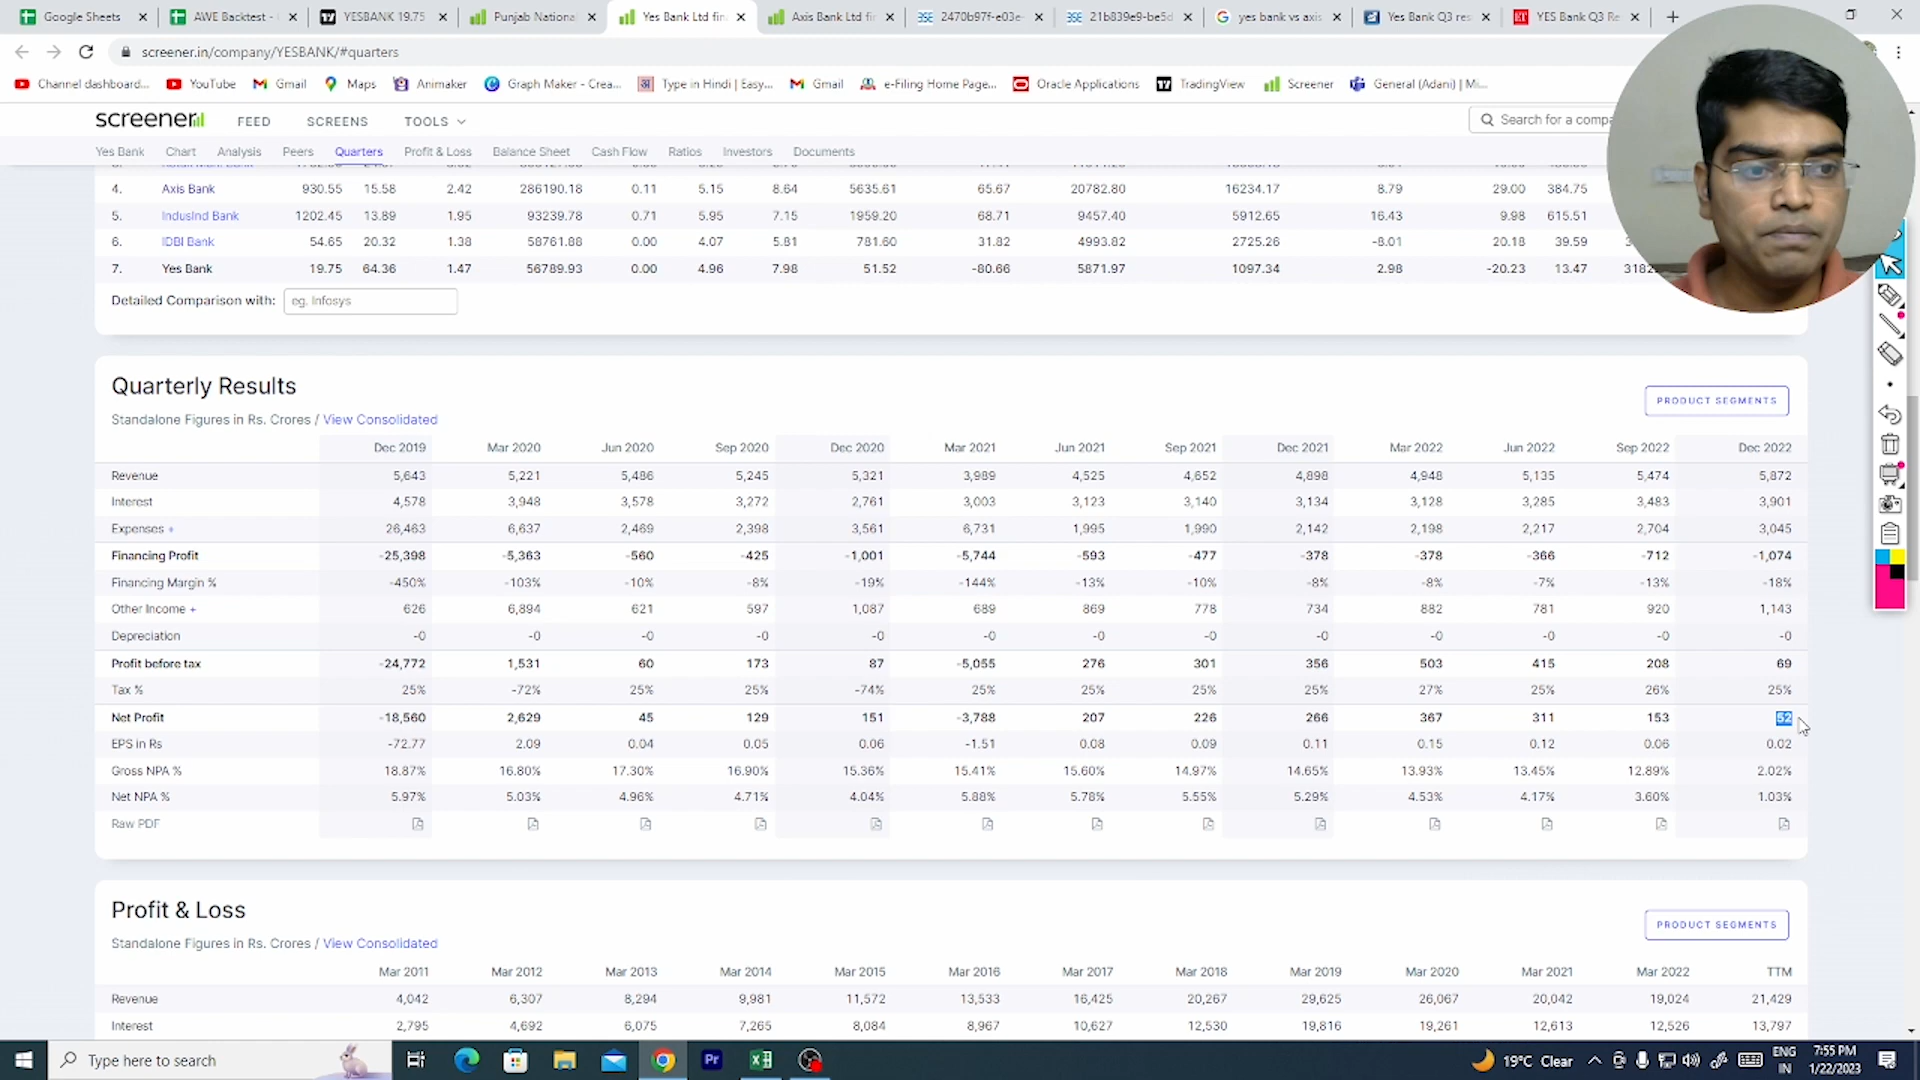 Google Sheets
AWE Backtest -
YESBANK 19.75
Punjab National
Yes Bank Ltd fin
Axis Bank Ltd fin
2470b97f-e03e-
21b839e9-be5d
yes bank vs axis
Yes Bank Q3 res
YES Bank Q3 Re
screener.in/company/YESBANK/#quarters
Channel dashboard...
YouTube
Gmail
Maps
Animaker
Graph Maker - Crea...
Type in Hindi | Easy...
Gmail
e-Filing Home Page...
Oracle Applications
TradingView
Screener
General (Adani) | Mi...
screener
FEED
SCREENS
TOOLS
Search for a compa
Yes Bank Chart Analysis Peers Quarters Profit & Loss Balance Sheet Cash Flow Ratios Investors Documents
4. Axis Bank 930.55 15.58 2.42 286190.18 0.11 5.15 8.64 5635.61 65.67 20782.80 16234.17 8.79 29.00 384.75
5. IndusInd Bank 1202.45 13.89 1.95 93239.78 0.71 5.95 7.15 1959.20 68.71 9457.40 5912.65 16.43 9.98 615.51
6. IDBI Bank 54.65 20.32 1.38 58761.88 0.00 4.07 5.81 781.60 31.82 4993.82 2725.26 -8.01 20.18 39.59
7. Yes Bank 19.75 64.36 1.47 56789.93 0.00 4.96 7.98 51.52 -80.66 5871.97 1097.34 2.98 -20.23 13.47
Detailed Comparison with: eg. Infosys
Quarterly Results
PRODUCT SEGMENTS
Standalone Figures in Rs. Crores / View Consolidated
Dec 2019 Mar 2020 Jun 2020 Sep 2020 Dec 2020 Mar 2021 Jun 2021 Sep 2021 Dec 2021 Mar 2022 Jun 2022 Sep 2022 Dec 2022
Revenue 5,643 5,221 5,486 5,245 5,321 3,989 4,525 4,652 4,898 4,948 5,135 5,474 5,872
Interest 4,578 3,948 3,578 3,272 2,761 3,003 3,123 3,140 3,134 3,128 3,285 3,483 3,901
Expenses + 26,463 6,637 2,469 2,398 3,561 6,731 1,995 1,990 2,142 2,198 2,217 2,704 3,045
Financing Profit -25,398 -5,363 -560 -425 -1,001 -5,744 -593 -477 -378 -378 -366 -712 -1,074
Financing Margin % -450% -103% -10% -8% -19% -144% -13% -10% -8% -8% -7% -13% -18%
Other Income + 626 6,894 621 597 1,087 689 869 778 734 882 781 920 1,143
Depreciation -0 -0 -0 -0 -0 -0 -0 -0 -0 -0 -0 -0 -0
Profit before tax -24,772 1,531 60 173 87 -5,055 276 301 356 503 415 208 69
Tax % 25% -72% 25% 25% -74% 25% 25% 25% 25% 27% 25% 26% 25%
Net Profit -18,560 2,629 45 129 151 -3,788 207 226 266 367 311 153 52
EPS in Rs -72.77 2.09 0.04 0.05 0.06 -1.51 0.08 0.09 0.11 0.15 0.12 0.06 0.02
Gross NPA % 18.87% 16.80% 17.30% 16.90% 15.36% 15.41% 15.60% 14.97% 14.65% 13.93% 13.45% 12.89% 2.02%
Net NPA % 5.97% 5.03% 4.96% 4.71% 4.04% 5.88% 5.78% 5.55% 5.29% 4.53% 4.17% 3.60% 1.03%
Raw PDF
Profit & Loss
PRODUCT SEGMENTS
Standalone Figures in Rs. Crores / View Consolidated
Mar 2011 Mar 2012 Mar 2013 Mar 2014 Mar 2015 Mar 2016 Mar 2017 Mar 2018 Mar 2019 Mar 2020 Mar 2021 Mar 2022 TTM
Revenue 4,042 6,307 8,294 9,981 11,572 13,533 16,425 20,267 29,625 26,067 20,042 19,024 21,429
Interest 2,795 4,692 6,075 7,265 8,084 8,967 10,627 12,530 19,816 19,261 12,613 12,526 13,797
Type here to search
19°C Clear
ENG
IN
7:55 PM
1/22/2023